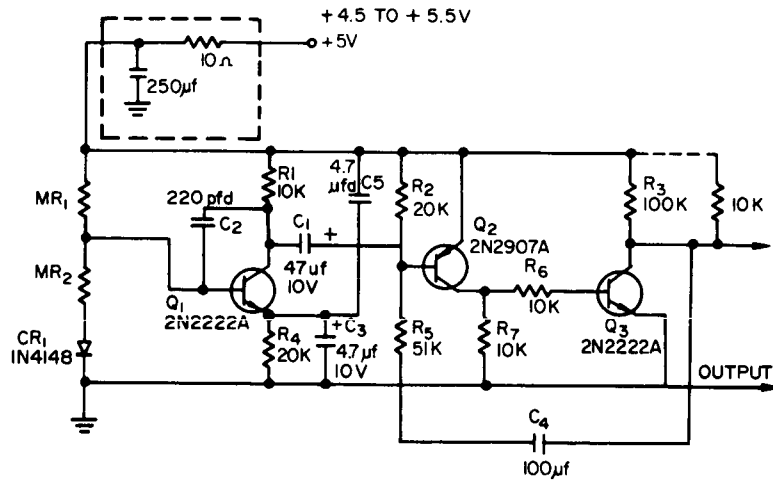 + 4.5 TO + 5.5V
+5V
10Ω
250μf
MR1
MR2
CR1
1N4148
220 pfd
C2
R1
10K
C1
+
47uf
10V
4.7
μfd C5
Q1
2N2222A
R4
20K
+C3
4.7μf
10V
R2
20K
R5
51K
Q2
2N2907A
R6
10K
R7
10K
R3
100K
10K
Q3
2N2222A
OUTPUT
C4
100μf